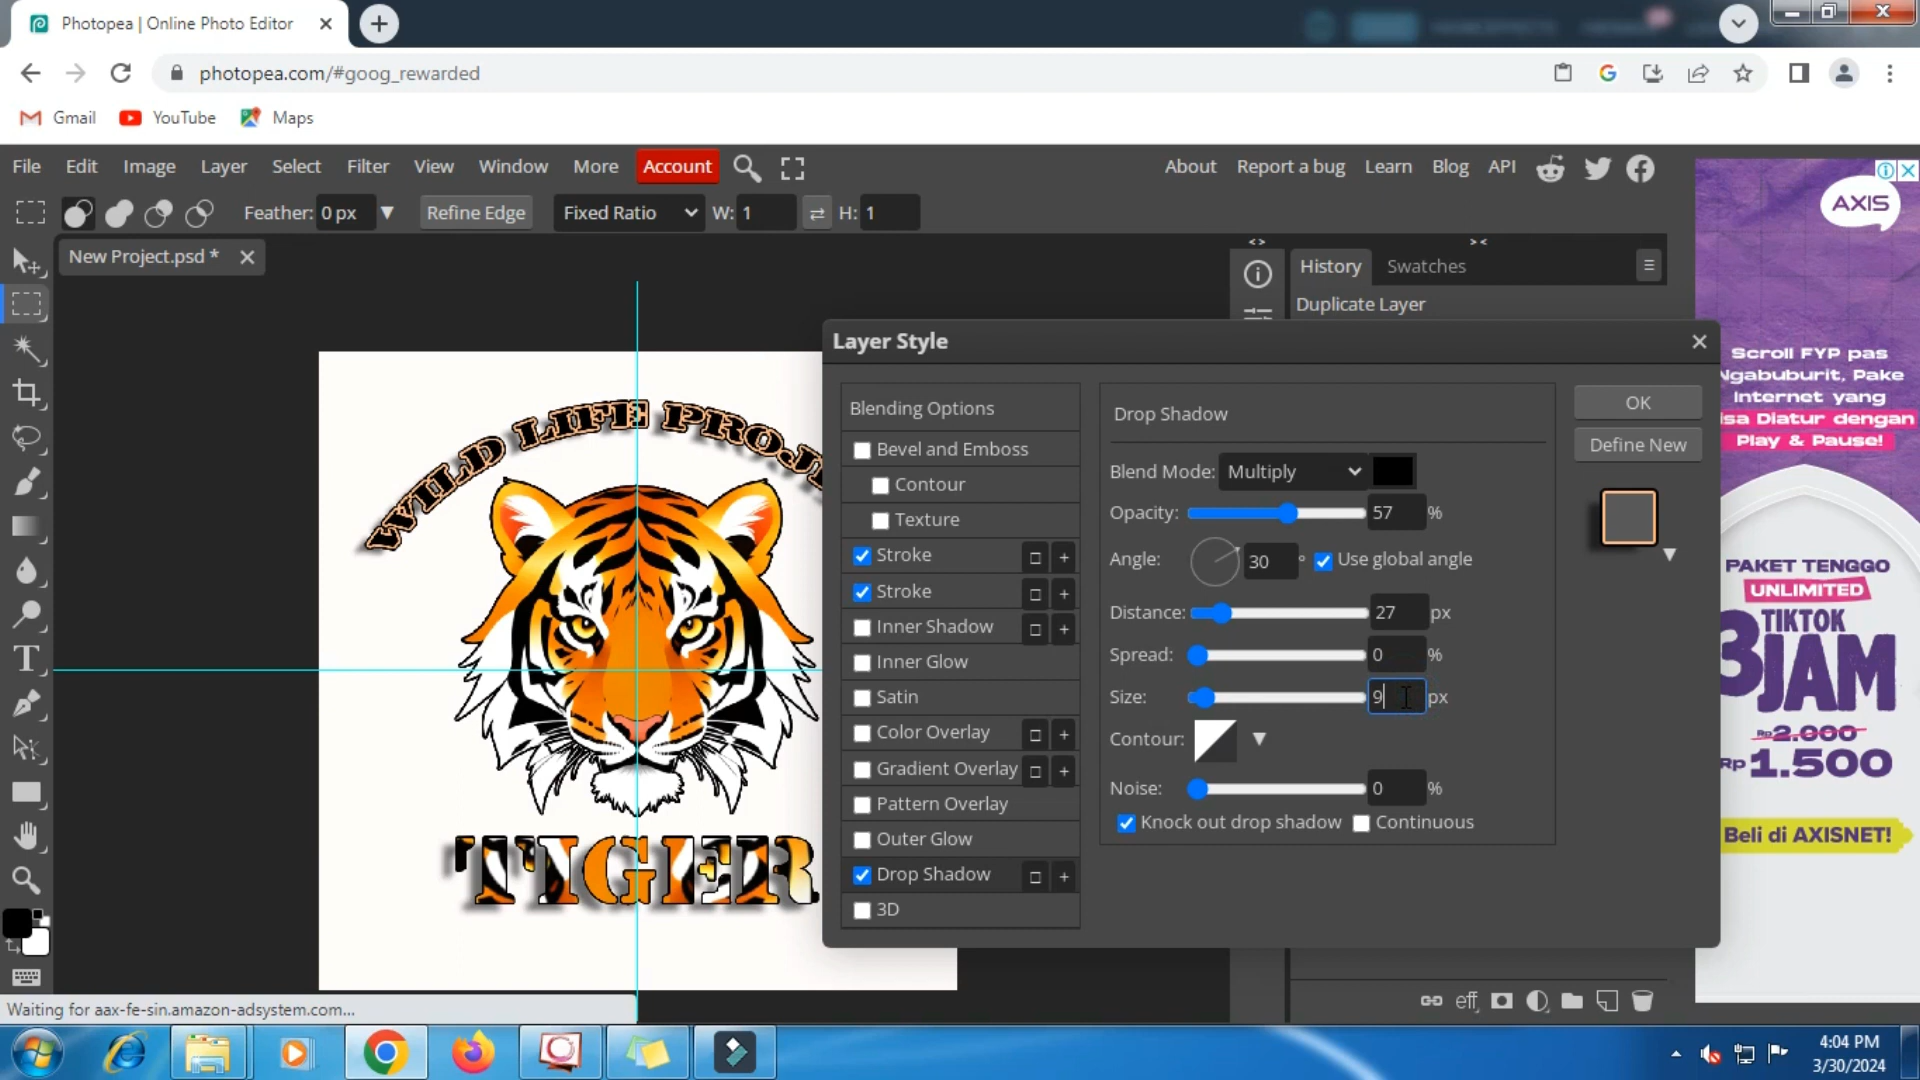 Photopea | Online Photo Editor
photopea.com/#goog_rewarded
Gmail YouTube Maps
File Edit Image Layer Select Filter View Window More Account About Report a bug Learn Blog API
Feather: 0 px Refine Edge Fixed Ratio W: 1 H: 1
New Project.psd *
History Swatches
Duplicate Layer
Layer Style
Blending Options
Bevel and Emboss
Contour
Texture
Stroke
Stroke
Inner Shadow
Inner Glow
Satin
Color Overlay
Gradient Overlay
Pattern Overlay
Outer Glow
Drop Shadow
3D
Drop Shadow
Blend Mode: Multiply
Opacity: 57 %
Angle: 30 ° Use global angle
Distance: 27 px
Spread: 0 %
Size: 9 px
Contour:
Noise: 0 %
Knock out drop shadow Continuous
OK
Define New
WILD LIFE PROJE
TIGER
eff
AXIS
Scroll FYP pas
Ngabuburit, Pake
Internet yang
isa Diatur dengan
Play & Pause!
PAKET TENGGO
UNLIMITED
TIKTOK
3JAM
Rp2.000
Rp1.500
Beli di AXISNET!
Waiting for aax-fe-sin.amazon-adsystem.com...
4:04 PM
3/30/2024